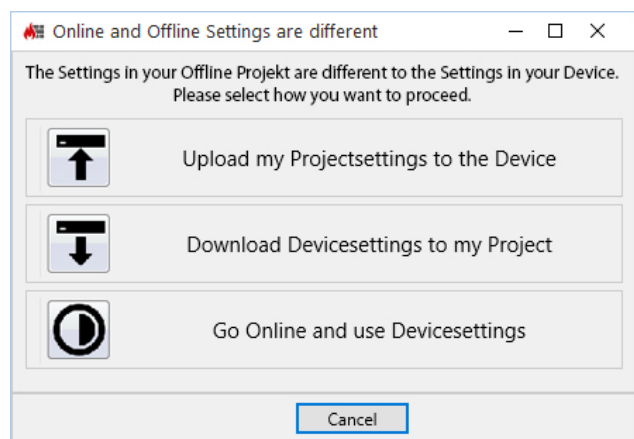 Online and Offline Settings are different
The Settings in your Offline Projekt are different to the Settings in your Device.
Please select how you want to proceed.
Upload my Projectsettings to the Device
Download Devicesettings to my Project
Go Online and use Devicesettings
Cancel